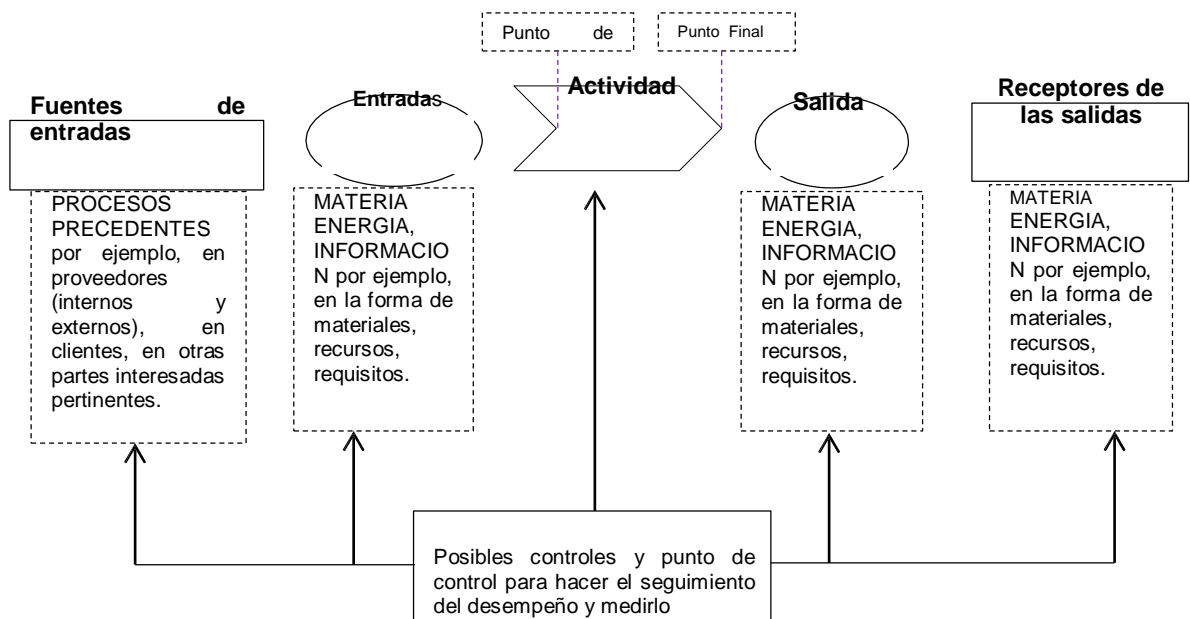 Punto de
Punto Final
Fuentes de
entradas
Entradas
Actividad
Salida
Receptores de
las salidas
PROCESOS
PRECEDENTES
por ejemplo, en
proveedores
(internos y
externos), en
clientes, en otras
partes interesadas
pertinentes.
MATERIA
ENERGIA,
INFORMACIO
N por ejemplo,
en la forma de
materiales,
recursos,
requisitos.
MATERIA
ENERGIA,
INFORMACIO
N por ejemplo,
en la forma de
materiales,
recursos,
requisitos.
MATERIA
ENERGIA,
INFORMACIO
N por ejemplo,
en la forma de
materiales,
recursos,
requisitos.
Posibles controles y punto de
control para hacer el seguimiento
del desempeño y medirlo